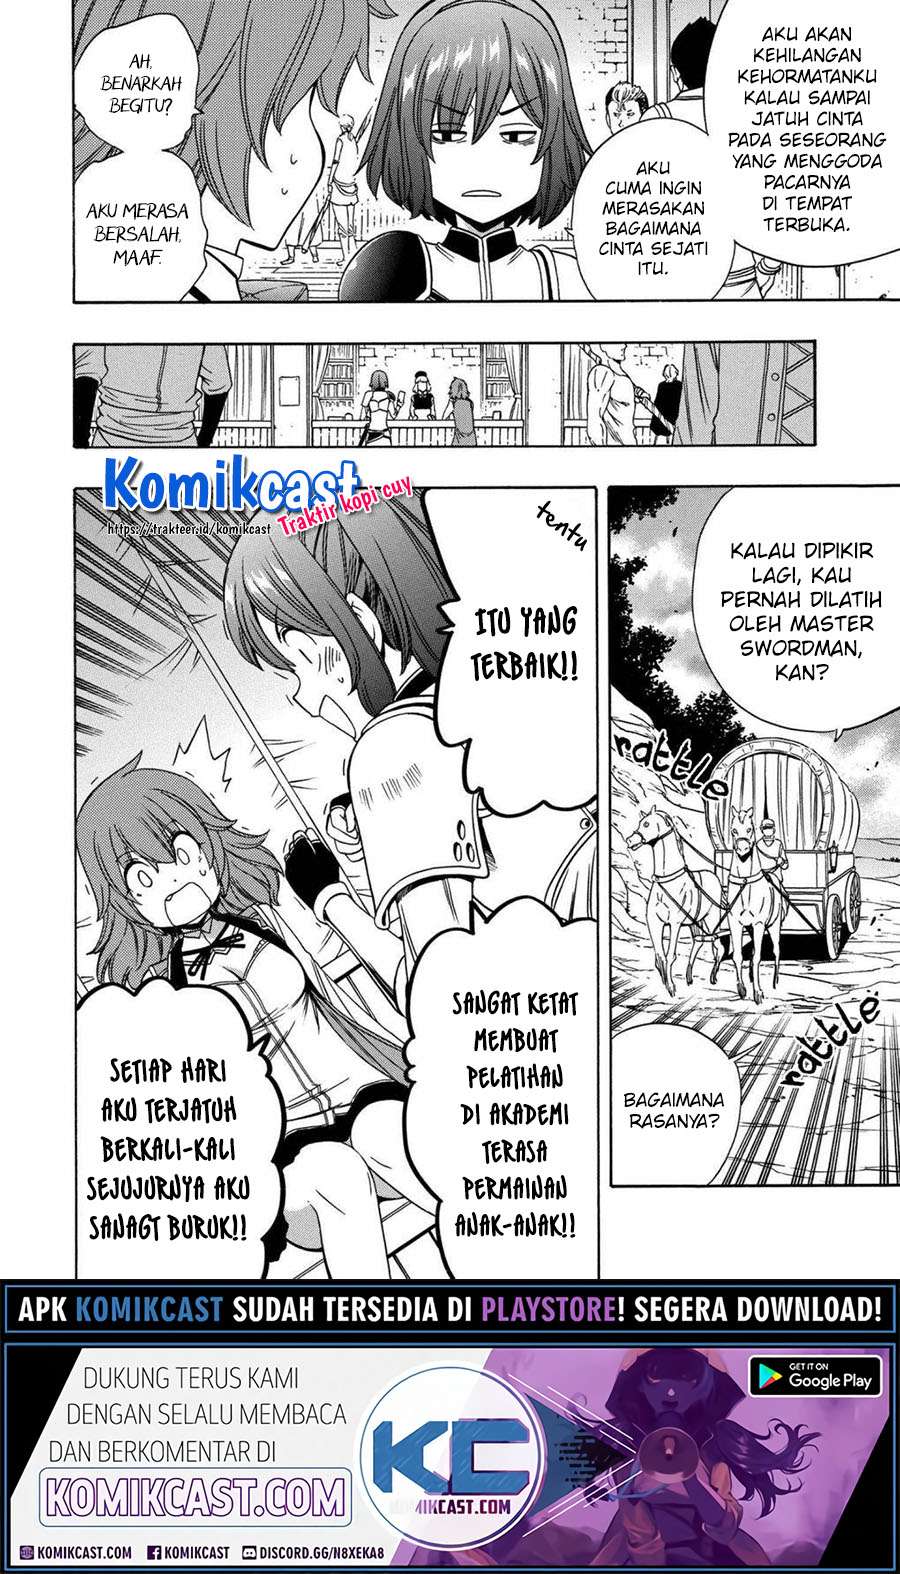 AKU AKAN
KEHILANGAN
KEHORMATANKU
KALAU SAMPAI
JATUH CINTA
PADA SESEORANG
YANG MENGGODA
PACARNYA
DI TEMPAT
TERBUKA.
AKU
CUMA INGIN
MERASAKAN
BAGAIMANA
CINTA SEJATI
ITU.
AH,
BENARKAH
BEGITU?
AKU MERASA
BERSALAH,
MAAF.
Komikcast
https://trakteer.id/komikcast
Traktir kopi cuy
KALAU DIPIKIR
LAGI, KAU
PERNAH DILATIH
OLEH MASTER
SWORDMAN,
KAN?
rattle
rattle
BAGAIMANA
RASANYA?
tentu
ITU YANG
TERBAIK!!
SANGAT KETAT
MEMBUAT
PELATIHAN
DI AKADEMI
TERASA
PERMAINAN
ANAK-ANAK!!
SETIAP HARI
AKU TERJATUH
BERKALI-KALI
SEJUJURNYA AKU
SANAGT BURUK!!
APK KOMIKCAST SUDAH TERSEDIA DI PLAYSTORE! SEGERA DOWNLOAD!
DUKUNG TERUS KAMI
DENGAN SELALU MEMBACA
DAN BERKOMENTAR DI
KOMIKCAST.COM
KOMIKCAST.COM
KOMIKCAST
DISCORD.GG/N8XEKA8
KC
KOMIKCAST.COM
GET IT ON
Google Play